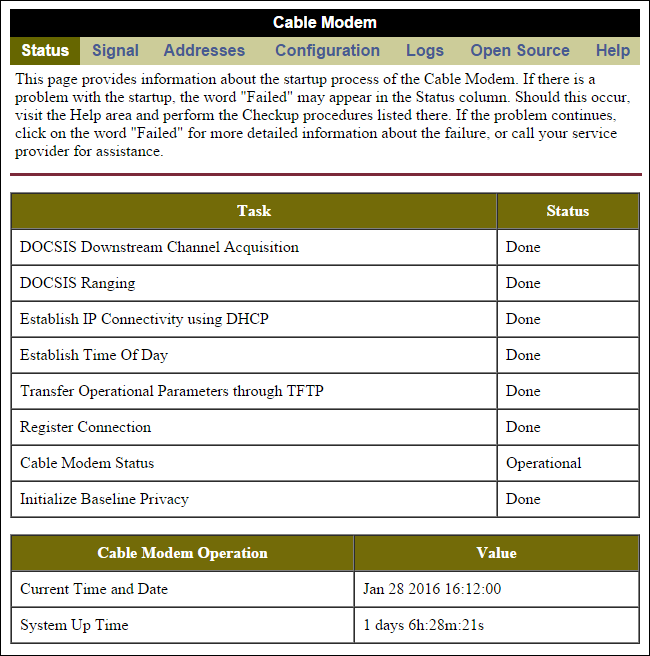 Cable Modem
Status Signal Addresses Configuration Logs Open Source Help
This page provides information about the startup process of the Cable Modem. If there is a
problem with the startup, the word "Failed" may appear in the Status column. Should this occur,
visit the Help area and perform the Checkup procedures listed there. If the problem continues,
click on the word "Failed" for more detailed information about the failure, or call your service
provider for assistance.
Task Status
DOCSIS Downstream Channel Acquisition Done
DOCSIS Ranging Done
Establish IP Connectivity using DHCP Done
Establish Time Of Day Done
Transfer Operational Parameters through TFTP Done
Register Connection Done
Cable Modem Status Operational
Initialize Baseline Privacy Done
Cable Modem Operation Value
Current Time and Date Jan 28 2016 16:12:00
System Up Time 1 days 6h:28m:21s